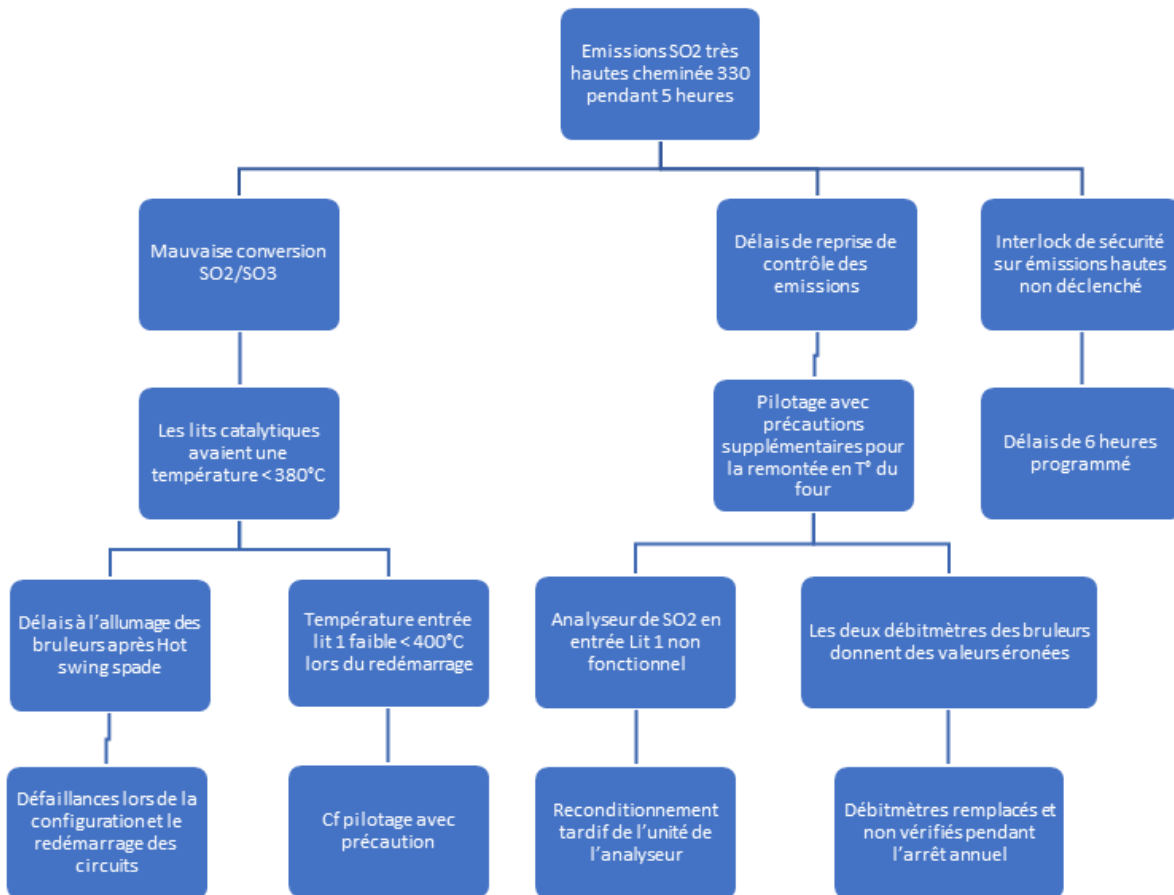 Emissions SO2 très
hautes cheminée 330
pendant 5 heures
Mauvaise conversion
SO2/SO3
Délais de reprise de
contrôle des
emissions
Interlock de sécurité
sur émissions hautes
non déclenché
Les lits catalytiques
avaient une
température < 380°C
Pilotage avec
précautions
supplémentaires pour
la remontée en T° du
four
Délais de 6 heures
programmé
Délais à l'allumage des
bruleurs après Hot
swing spade
Température entrée
lit 1 faible < 400°C
lors du redémarrage
Analyseur de SO2 en
entrée Lit 1 non
fonctionnel
Les deux débitmètres des bruleurs
donnent des valeurs éronées
Défaillances lors de la
configuration et le
redémarrage des
circuits
Cf pilotage avec
précaution
Reconditionnement
tardif de l'unité de
l'analyseur
Débitmètres remplacés et
non vérifiés pendant
l'arrêt annuel